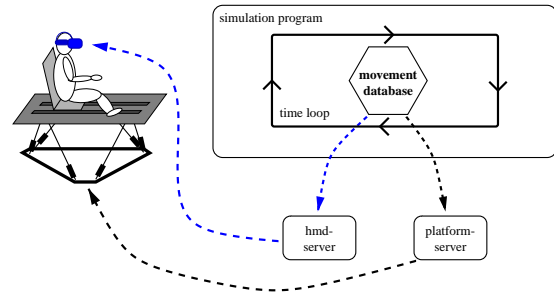 simulation program
movement
database
time loop
hmd-
server
platform-
server